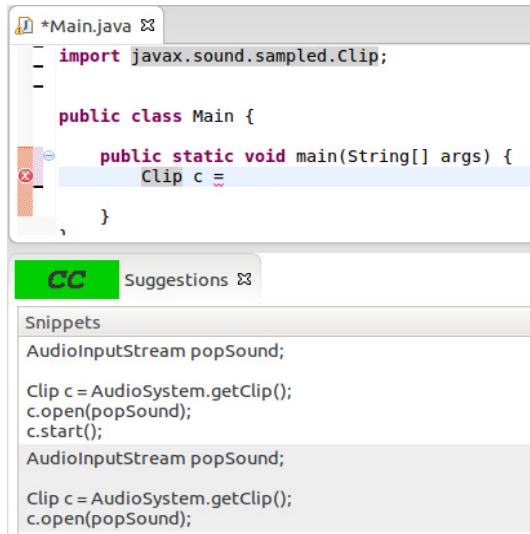 *Main.java
import javax.sound.sampled.Clip;
public class Main {
public static void main(String[] args) {
Clip c =
}
CC Suggestions
Snippets
AudioInputStream popSound;
Clip c = AudioSystem.getClip();
c.open(popSound);
c.start();
AudioInputStream popSound;
Clip c = AudioSystem.getClip();
c.open(popSound);